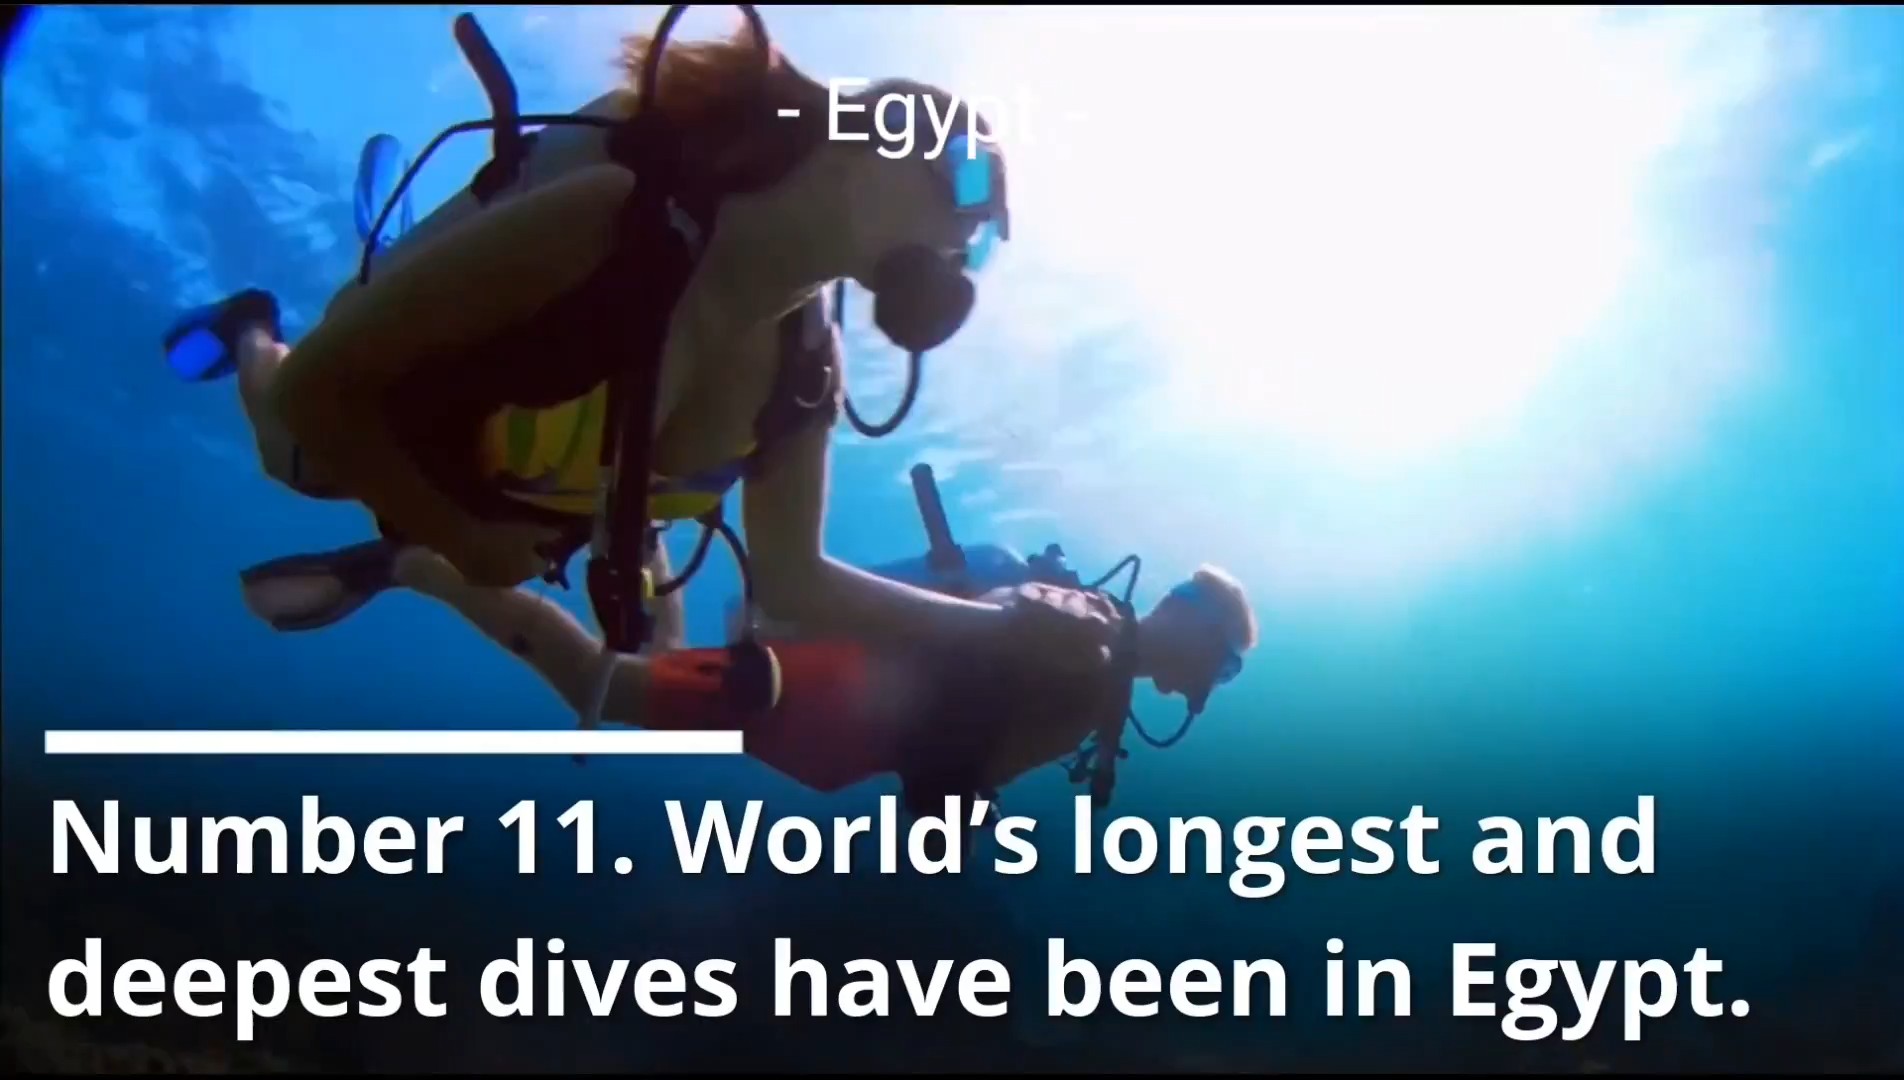 - Egypt -
Number 11. World’s longest and
deepest dives have been in Egypt.